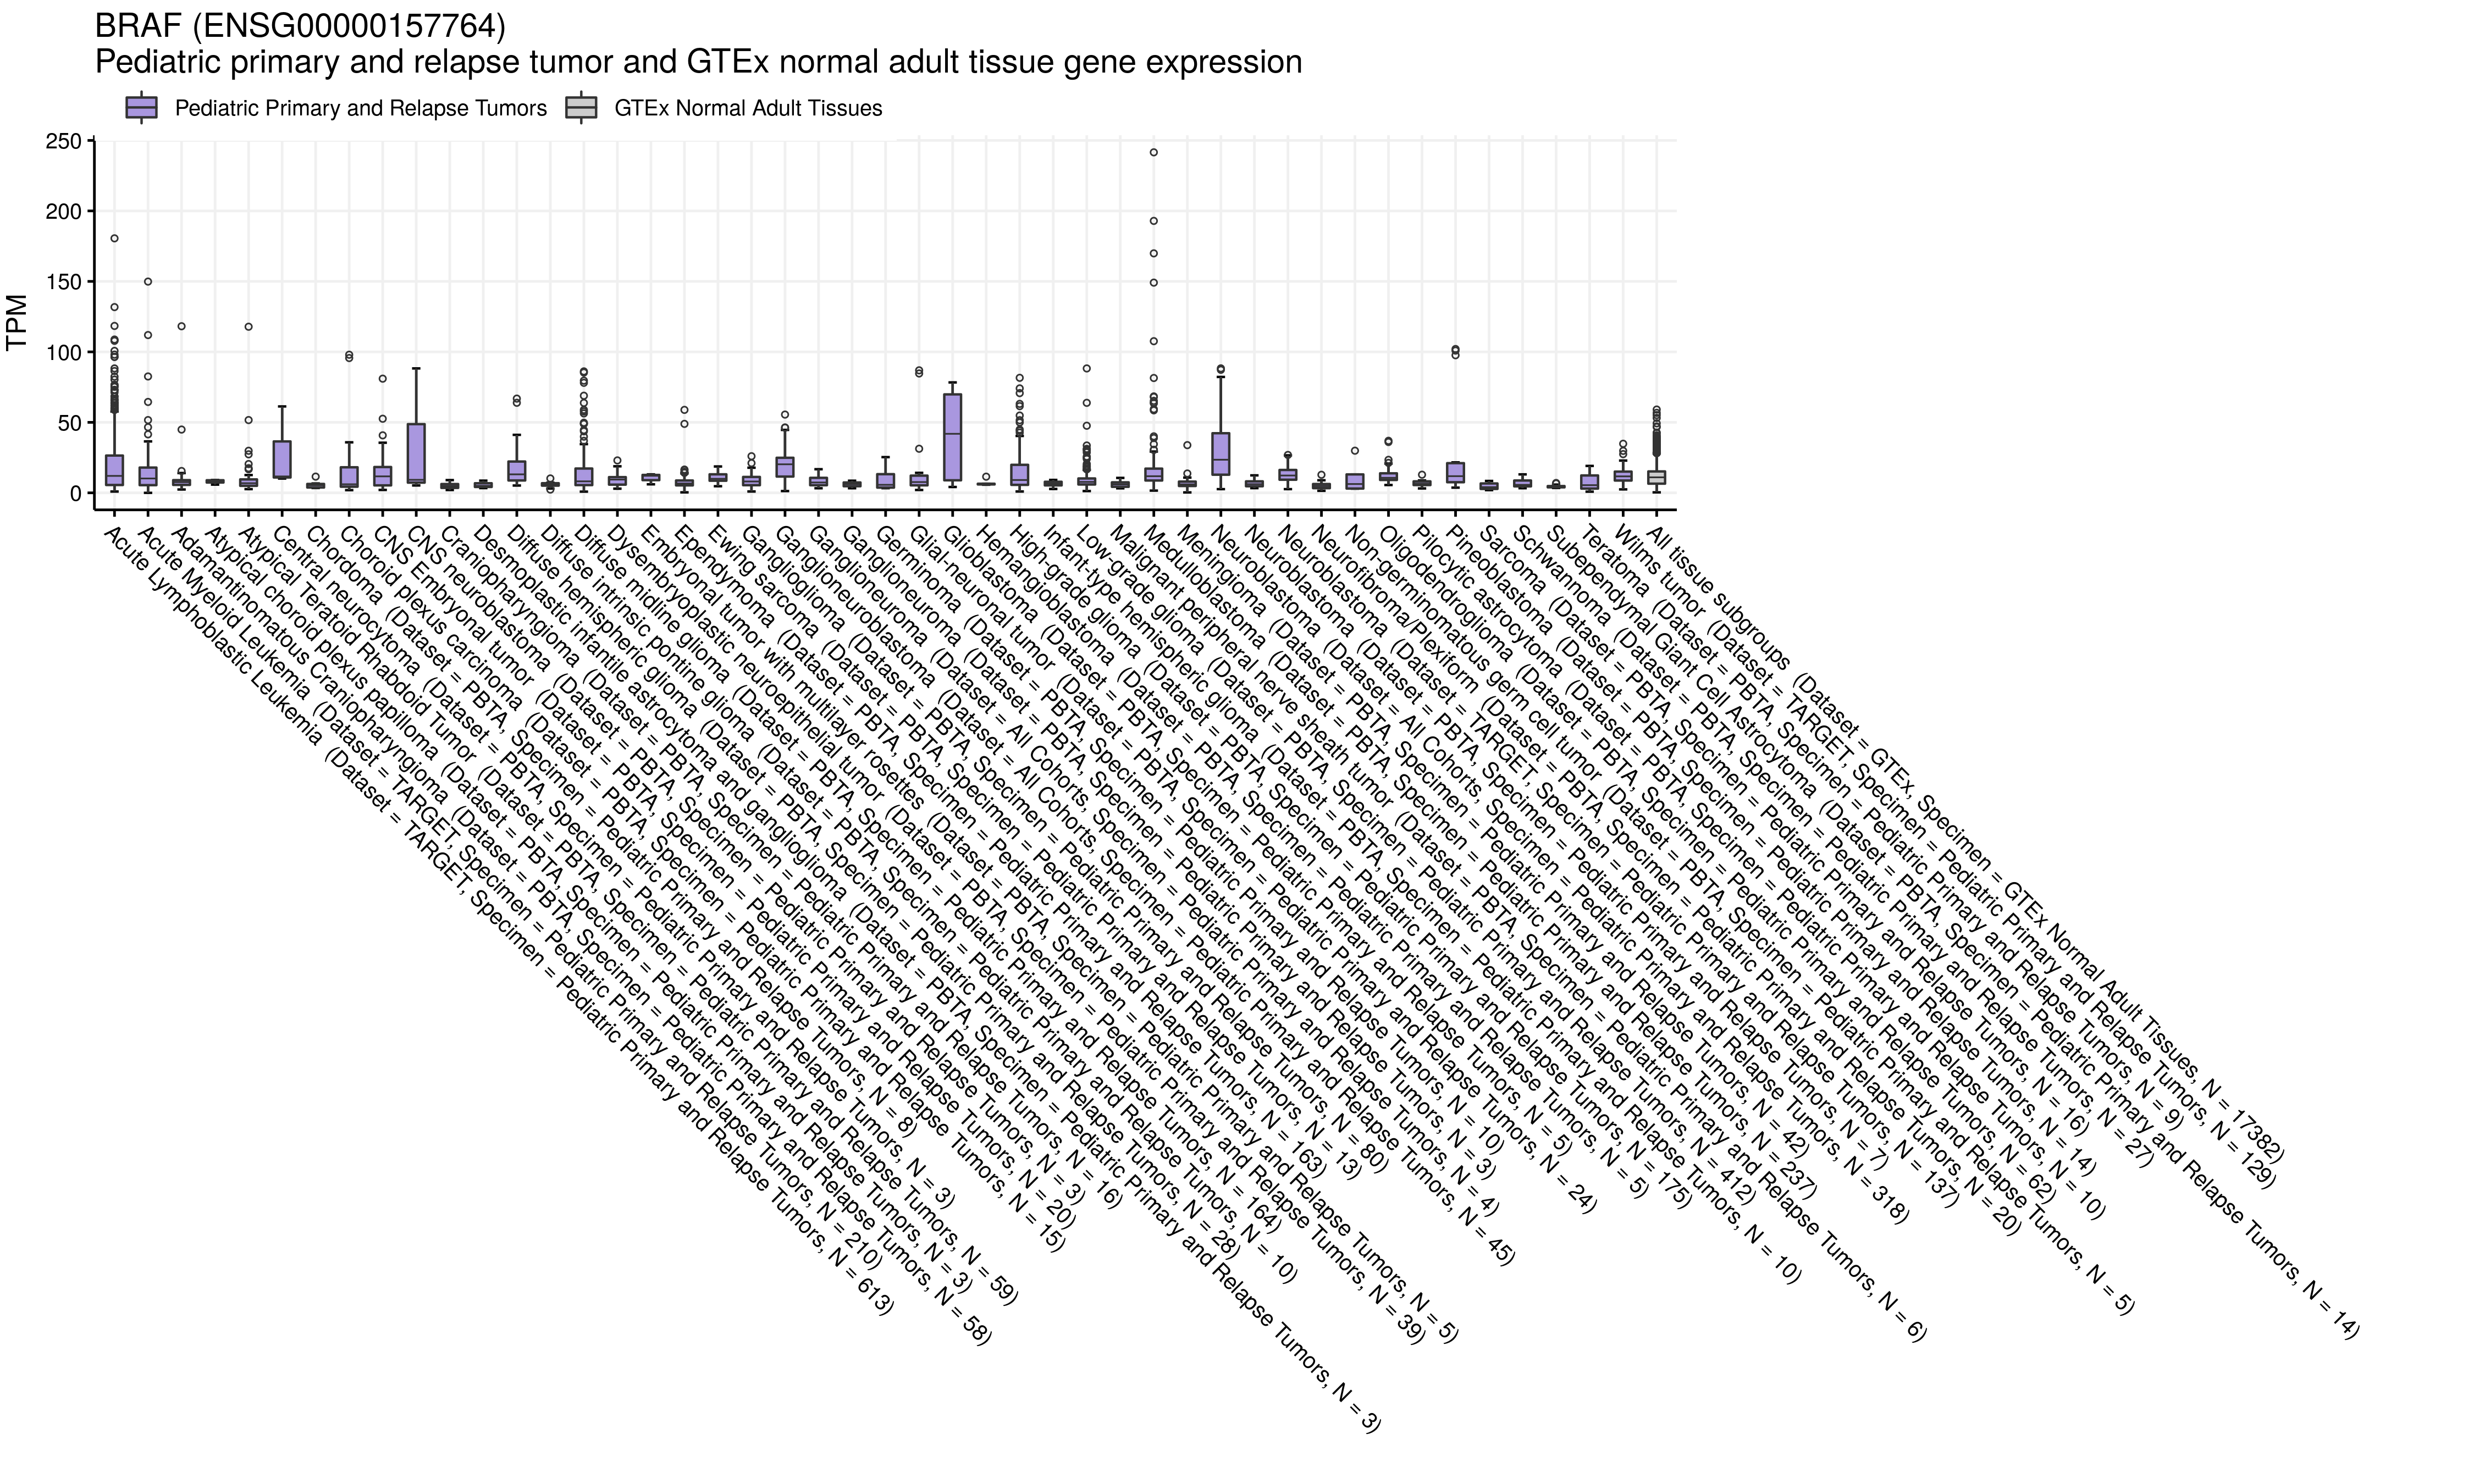 BRAF (ENSG00000157764)
Pediatric primary and relapse tumor and GTEx normal adult tissue gene expression
Pediatric Primary and Relapse Tumors
GTEx Normal Adult Tissues
TPM
250
200
150
100
50
0
Acute Lymphoblastic Leukemia (Dataset = TARGET, Specimen = Pediatric Primary and Relapse Tumors, N = 613)
Acute Myeloid Leukemia (Dataset = TARGET, Specimen = Pediatric Primary and Relapse Tumors, N = 210)
Adamantinomatous Craniopharyngioma (Dataset = PBTA, Specimen = Pediatric Primary and Relapse Tumors, N = 58)
Atypical choroid plexus papilloma (Dataset = PBTA, Specimen = Pediatric Primary and Relapse Tumors, N = 3)
Atypical Teratoid Rhabdoid Tumor (Dataset = PBTA, Specimen = Pediatric Primary and Relapse Tumors, N = 59)
Central neurocytoma (Dataset = PBTA, Specimen = Pediatric Primary and Relapse Tumors, N = 3)
Chordoma (Dataset = PBTA, Specimen = Pediatric Primary and Relapse Tumors, N = 8)
Choroid plexus carcinoma (Dataset = PBTA, Specimen = Pediatric Primary and Relapse Tumors, N = 15)
CNS Embryonal tumor (Dataset = PBTA, Specimen = Pediatric Primary and Relapse Tumors, N = 20)
CNS neuroblastoma (Dataset = PBTA, Specimen = Pediatric Primary and Relapse Tumors, N = 3)
Craniopharyngioma (Dataset = PBTA, Specimen = Pediatric Primary and Relapse Tumors, N = 16)
Desmoplastic infantile astrocytoma and ganglioglioma (Dataset = PBTA, Specimen = Pediatric Primary and Relapse Tumors, N = 3)
Diffuse hemispheric glioma (Dataset = PBTA, Specimen = Pediatric Primary and Relapse Tumors, N = 28)
Diffuse intrinsic pontine glioma (Dataset = PBTA, Specimen = Pediatric Primary and Relapse Tumors, N = 10)
Diffuse midline glioma (Dataset = PBTA, Specimen = Pediatric Primary and Relapse Tumors, N = 164)
Dysembryoplastic neuroepithelial tumor (Dataset = PBTA, Specimen = Pediatric Primary and Relapse Tumors, N = 39)
Embryonal tumor with multilayer rosettes (Dataset = PBTA, Specimen = Pediatric Primary and Relapse Tumors, N = 5)
Ependymoma (Dataset = PBTA, Specimen = Pediatric Primary and Relapse Tumors, N = 163)
Ewing sarcoma (Dataset = PBTA, Specimen = Pediatric Primary and Relapse Tumors, N = 13)
Ganglioglioma (Dataset = PBTA, Specimen = Pediatric Primary and Relapse Tumors, N = 80)
Ganglioneuroblastoma (Dataset = All Cohorts, Specimen = Pediatric Primary and Relapse Tumors, N = 45)
Ganglioneuroma (Dataset = All Cohorts, Specimen = Pediatric Primary and Relapse Tumors, N = 4)
Ganglioneuroma (Dataset = PBTA, Specimen = Pediatric Primary and Relapse Tumors, N = 3)
Germinoma (Dataset = PBTA, Specimen = Pediatric Primary and Relapse Tumors, N = 10)
Glial-neuronal tumor (Dataset = PBTA, Specimen = Pediatric Primary and Relapse Tumors, N = 24)
Glioblastoma (Dataset = PBTA, Specimen = Pediatric Primary and Relapse Tumors, N = 5)
Hemangioblastoma (Dataset = PBTA, Specimen = Pediatric Primary and Relapse Tumors, N = 5)
High-grade glioma (Dataset = PBTA, Specimen = Pediatric Primary and Relapse Tumors, N = 175)
Infant-type hemispheric glioma (Dataset = PBTA, Specimen = Pediatric Primary and Relapse Tumors, N = 10)
Low-grade glioma (Dataset = PBTA, Specimen = Pediatric Primary and Relapse Tumors, N = 412)
Malignant peripheral nerve sheath tumor (Dataset = PBTA, Specimen = Pediatric Primary and Relapse Tumors, N = 6)
Medulloblastoma (Dataset = PBTA, Specimen = Pediatric Primary and Relapse Tumors, N = 237)
Meningioma (Dataset = PBTA, Specimen = Pediatric Primary and Relapse Tumors, N = 42)
Neuroblastoma (Dataset = All Cohorts, Specimen = Pediatric Primary and Relapse Tumors, N = 318)
Neuroblastoma (Dataset = PBTA, Specimen = Pediatric Primary and Relapse Tumors, N = 7)
Neuroblastoma (Dataset = TARGET, Specimen = Pediatric Primary and Relapse Tumors, N = 137)
Neurofibroma/Plexiform (Dataset = PBTA, Specimen = Pediatric Primary and Relapse Tumors, N = 20)
Non-germinomatous germ cell tumor (Dataset = PBTA, Specimen = Pediatric Primary and Relapse Tumors, N = 5)
Oligodendroglioma (Dataset = PBTA, Specimen = Pediatric Primary and Relapse Tumors, N = 62)
Pilocytic astrocytoma (Dataset = PBTA, Specimen = Pediatric Primary and Relapse Tumors, N = 10)
Pineoblastoma (Dataset = PBTA, Specimen = Pediatric Primary and Relapse Tumors, N = 14)
Sarcoma (Dataset = PBTA, Specimen = Pediatric Primary and Relapse Tumors, N = 16)
Schwannoma (Dataset = PBTA, Specimen = Pediatric Primary and Relapse Tumors, N = 27)
Subependymal Giant Cell Astrocytoma (Dataset = PBTA, Specimen = Pediatric Primary and Relapse Tumors, N = 14)
Teratoma (Dataset = PBTA, Specimen = Pediatric Primary and Relapse Tumors, N = 9)
Wilms tumor (Dataset = TARGET, Specimen = Pediatric Primary and Relapse Tumors, N = 129)
All tissue subgroups (Dataset = GTEx, Specimen = GTEx Normal Adult Tissues, N = 17382)